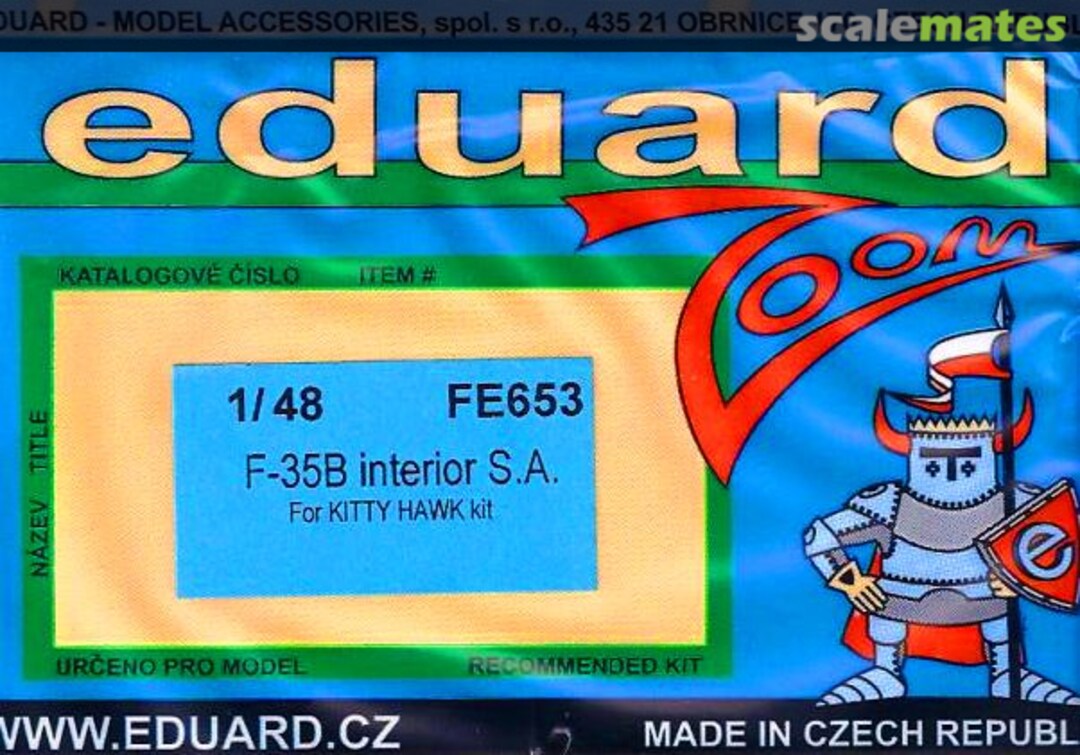 DUARD - MODEL ACCESSORIES, spol. s r.o., 435 21 OBRNICE
scalemates
eduard
Zoom
KATALOGOVÉ ČÍSLO ITEM #
NÁZEV TITLE
1/48 FE653
F-35B interior S.A.
For KITTY HAWK kit
e
URČENO PRO MODEL RECOMMENDED KIT
WWW.EDUARD.CZ MADE IN CZECH REPUBL